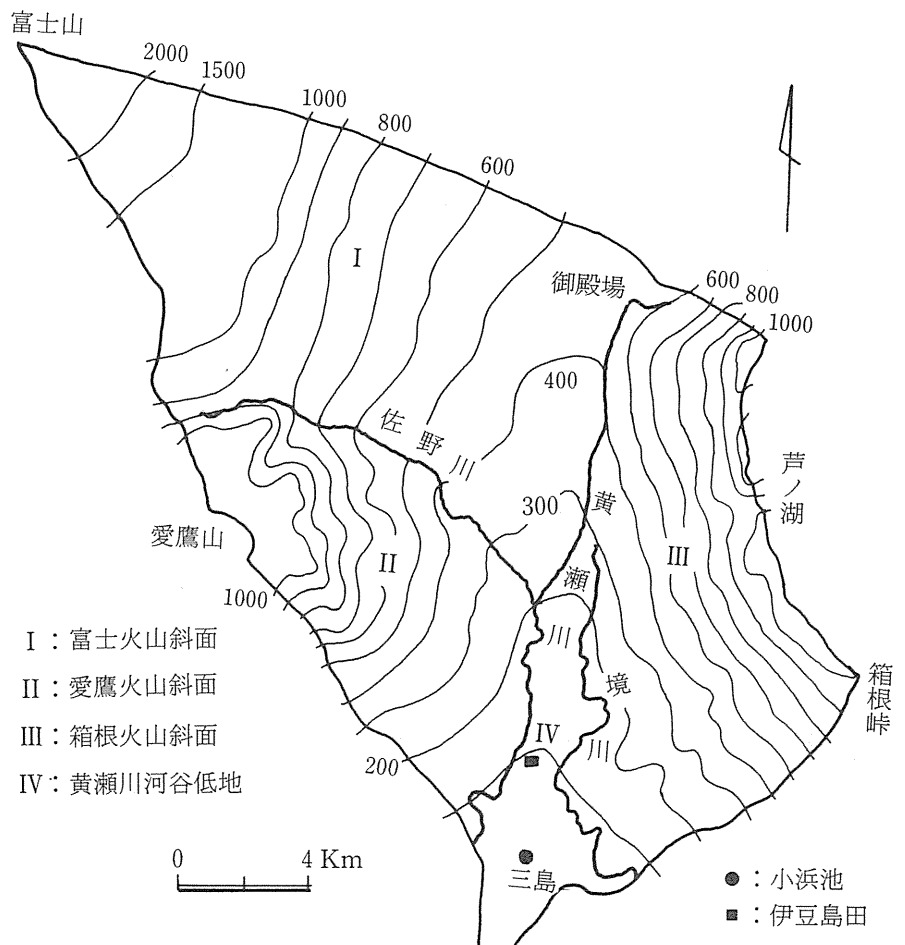 富士山
2000
1500
1000
800
600
Ⅰ
御殿場
600
800
1000
400
佐野川
芦ノ湖
300
黄瀬川
愛鷹山
Ⅱ
Ⅲ
1000
境川
箱根峠
Ⅳ
200
Ⅰ：富士火山斜面
Ⅱ：愛鷹火山斜面
Ⅲ：箱根火山斜面
Ⅳ：黄瀬川河谷低地
0 4 Km
三島
●：小浜池
■：伊豆島田